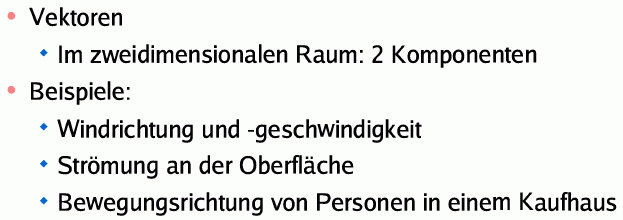 Vektoren
Im zweidimensionalen Raum: 2 Komponenten
Beispiele:
Windrichtung und -geschwindigkeit
Strömung an der Oberfläche
Bewegungsrichtung von Personen in einem Kaufhaus